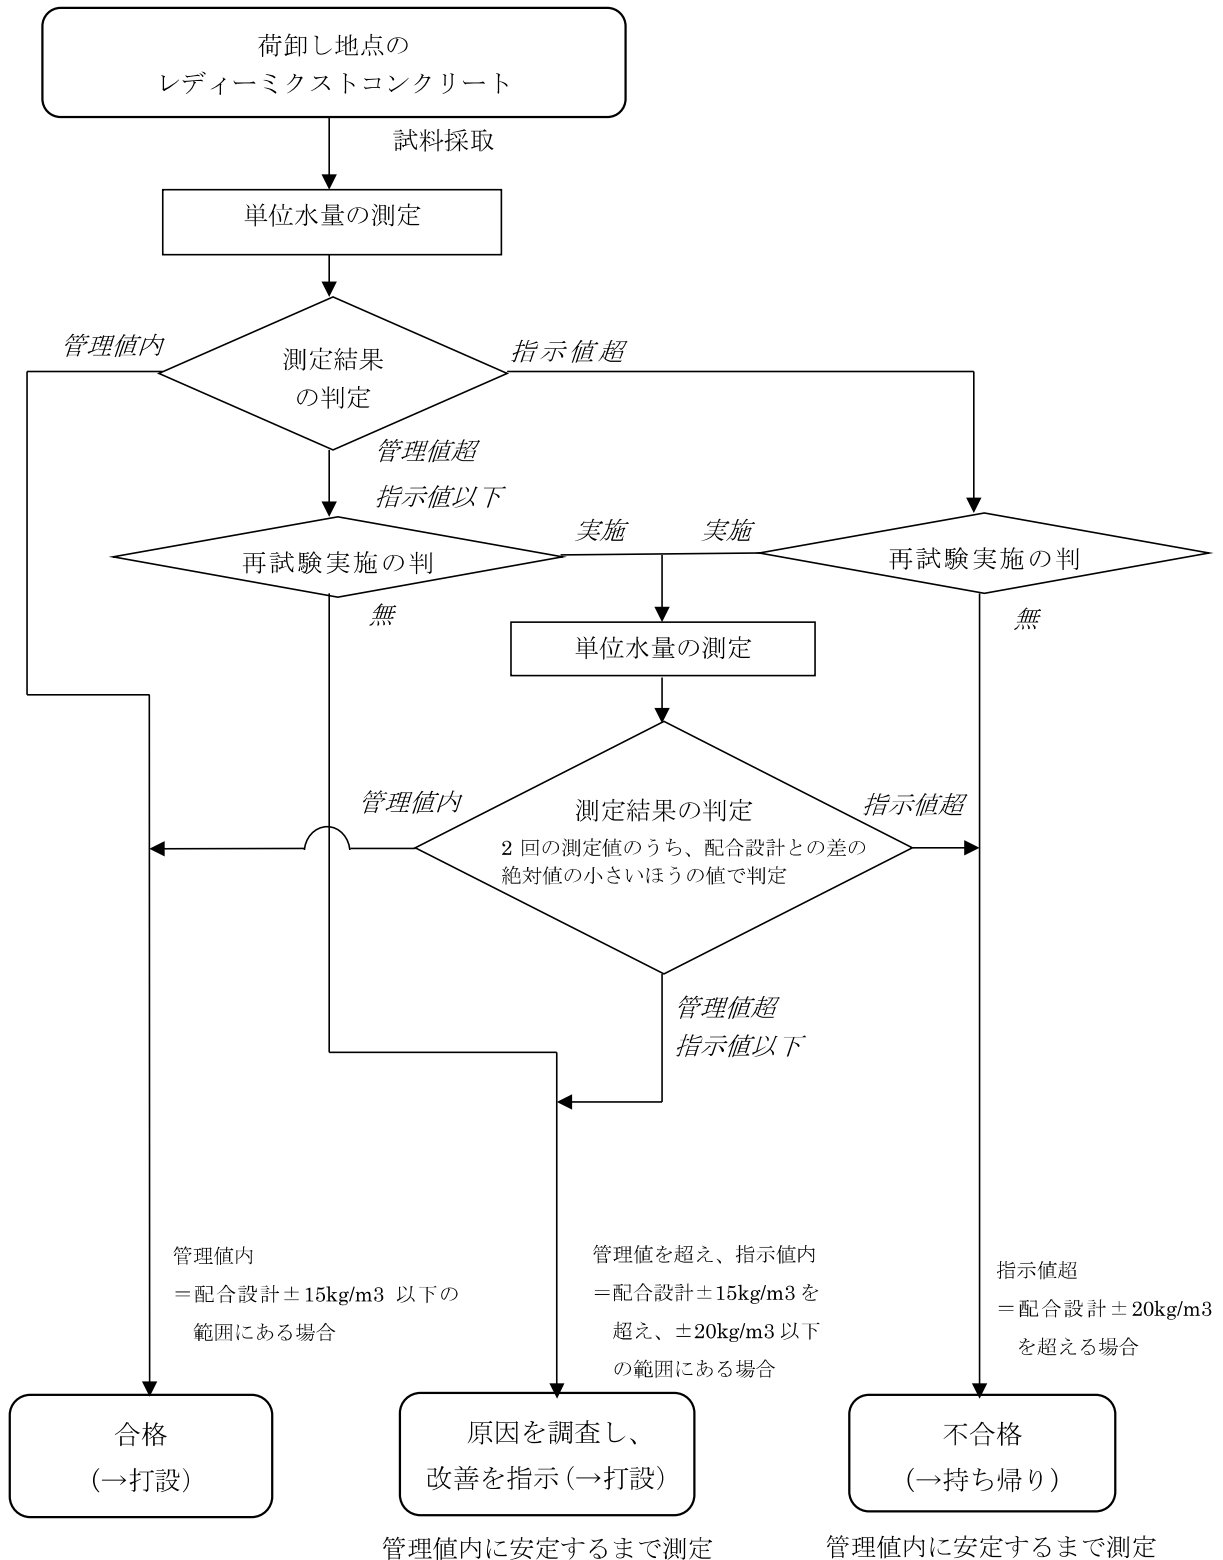 荷卸し地点の
レディーミクストコンクリート
試料採取
単位水量の測定
管理値内
指示値超
測定結果
の判定
管理値超
指示値以下
実施
実施
再試験実施の判
再試験実施の判
無
無
単位水量の測定
管理値内
指示値超
測定結果の判定
2 回の測定値のうち、配合設計との差の
絶対値の小さいほうの値で判定
管理値超
指示値以下
管理値内
＝配合設計±15kg/m3 以下の
範囲にある場合
管理値を超え、指示値内
＝配合設計±15kg/m3 を
超え、±20kg/m3 以下
の範囲にある場合
指示値超
＝配合設計±20kg/m3
を超える場合
合格
（→打設）
原因を調査し、
改善を指示（→打設）
不合格
（→持ち帰り）
管理値内に安定するまで測定
管理値内に安定するまで測定